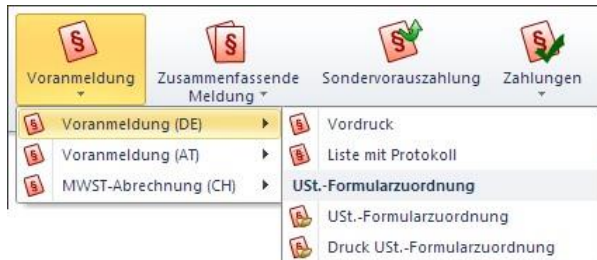 Voranmeldung
Zusammenfassende
Meldung
Sondervorauszahlung
Zahlungen
Voranmeldung (DE)
Voranmeldung (AT)
MWST-Abrechnung (CH)
Vordruck
Liste mit Protokoll
USt.-Formularzuordnung
USt.-Formularzuordnung
Druck USt.-Formularzuordnung